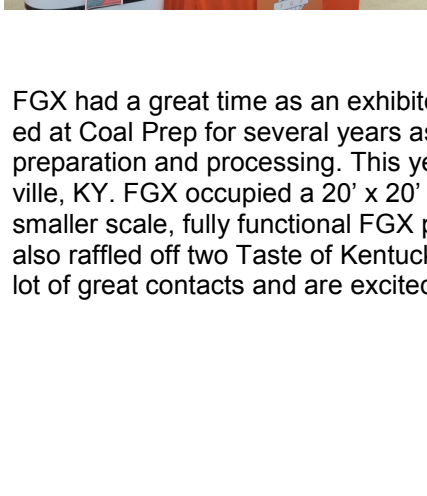 FGX had a great time as an exhibit
ed at Coal Prep for several years as
preparation and processing. This ye
ville, KY. FGX occupied a 20’ x 20’
smaller scale, fully functional FGX p
also raffled off two Taste of Kentuck
lot of great contacts and are excited